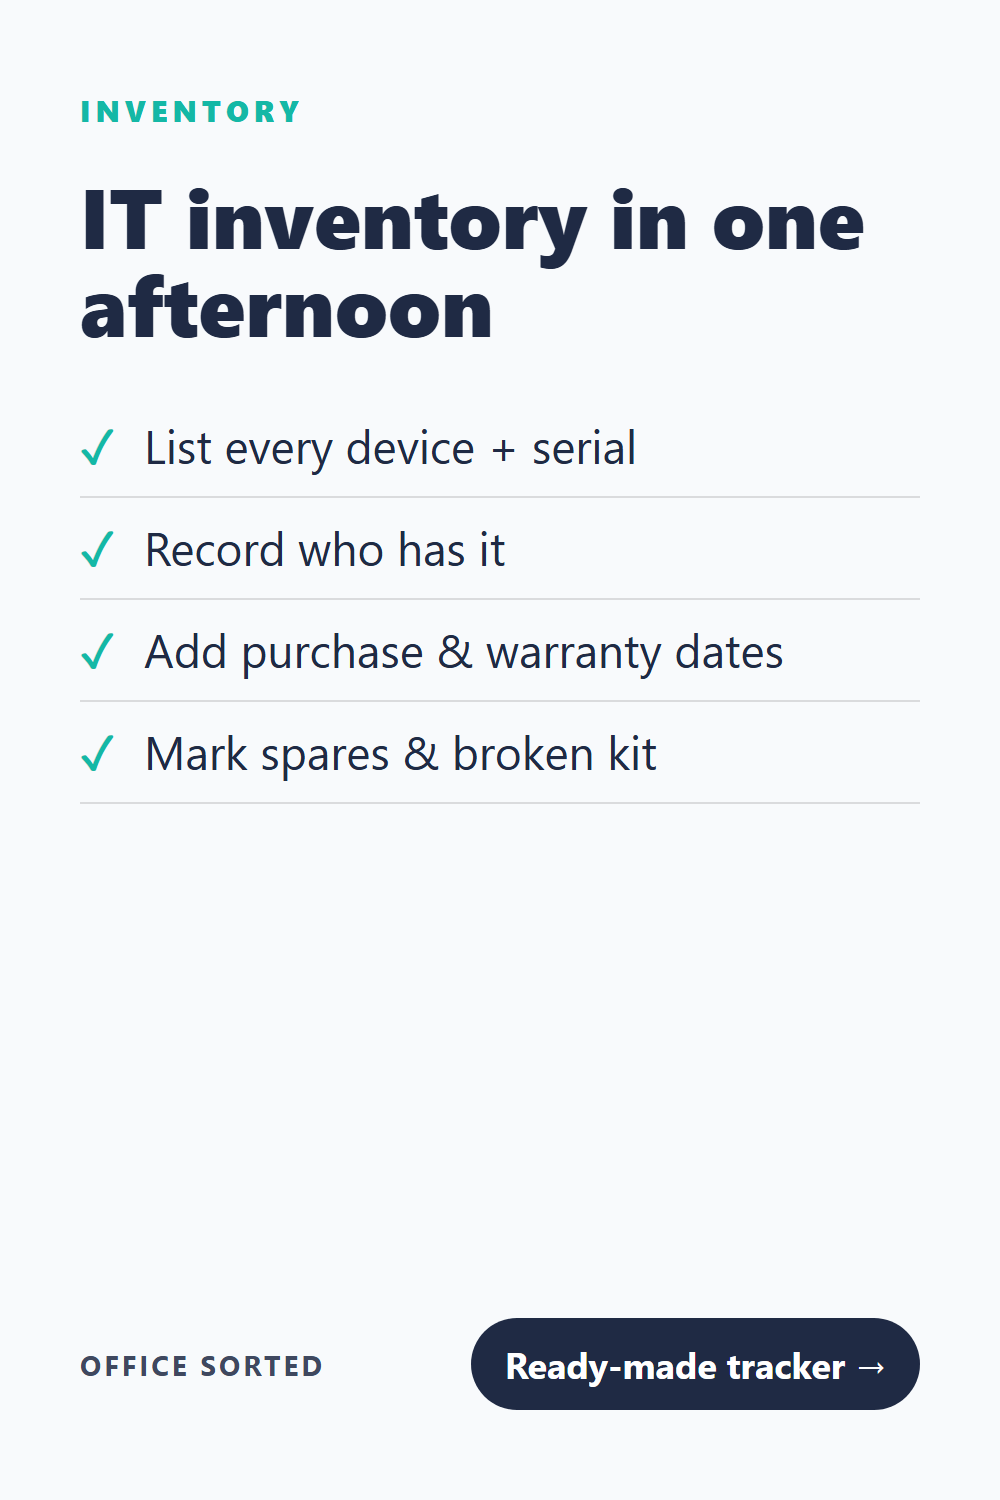 INVENTORY
IT inventory in one
afternoon
✓ List every device + serial
✓ Record who has it
✓ Add purchase & warranty dates
✓ Mark spares & broken kit
OFFICE SORTED
Ready-made tracker →